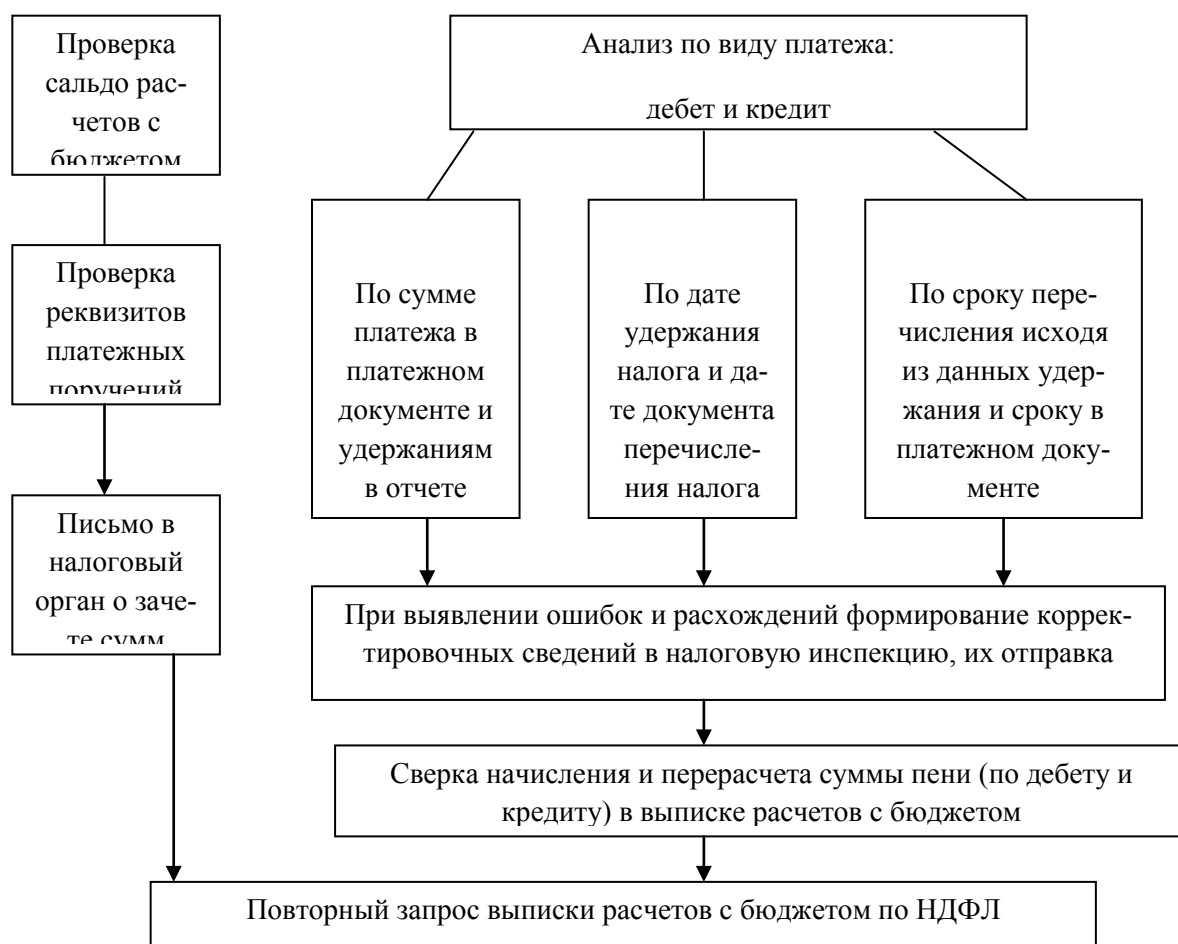 Проверка
сальдо рас-
четов с
бюджетом
Проверка
реквизитов
платежных
поручений
Письмо в
налоговый
орган о заче-
те сумм
Анализ по виду платежа:
дебет и кредит
По сумме
платежа в
платежном
документе и
удержаниям
в отчете
По дате
удержания
налога и да-
те документа
перечисле-
ния налога
По сроку пере-
числения исходя
из данных удер-
жания и сроку в
платежном доку-
менте
При выявлении ошибок и расхождений формирование коррек-
тировочных сведений в налоговую инспекцию, их отправка
Сверка начисления и перерасчета суммы пени (по дебету и
кредиту) в выписке расчетов с бюджетом
Повторный запрос выписки расчетов с бюджетом по НДФЛ